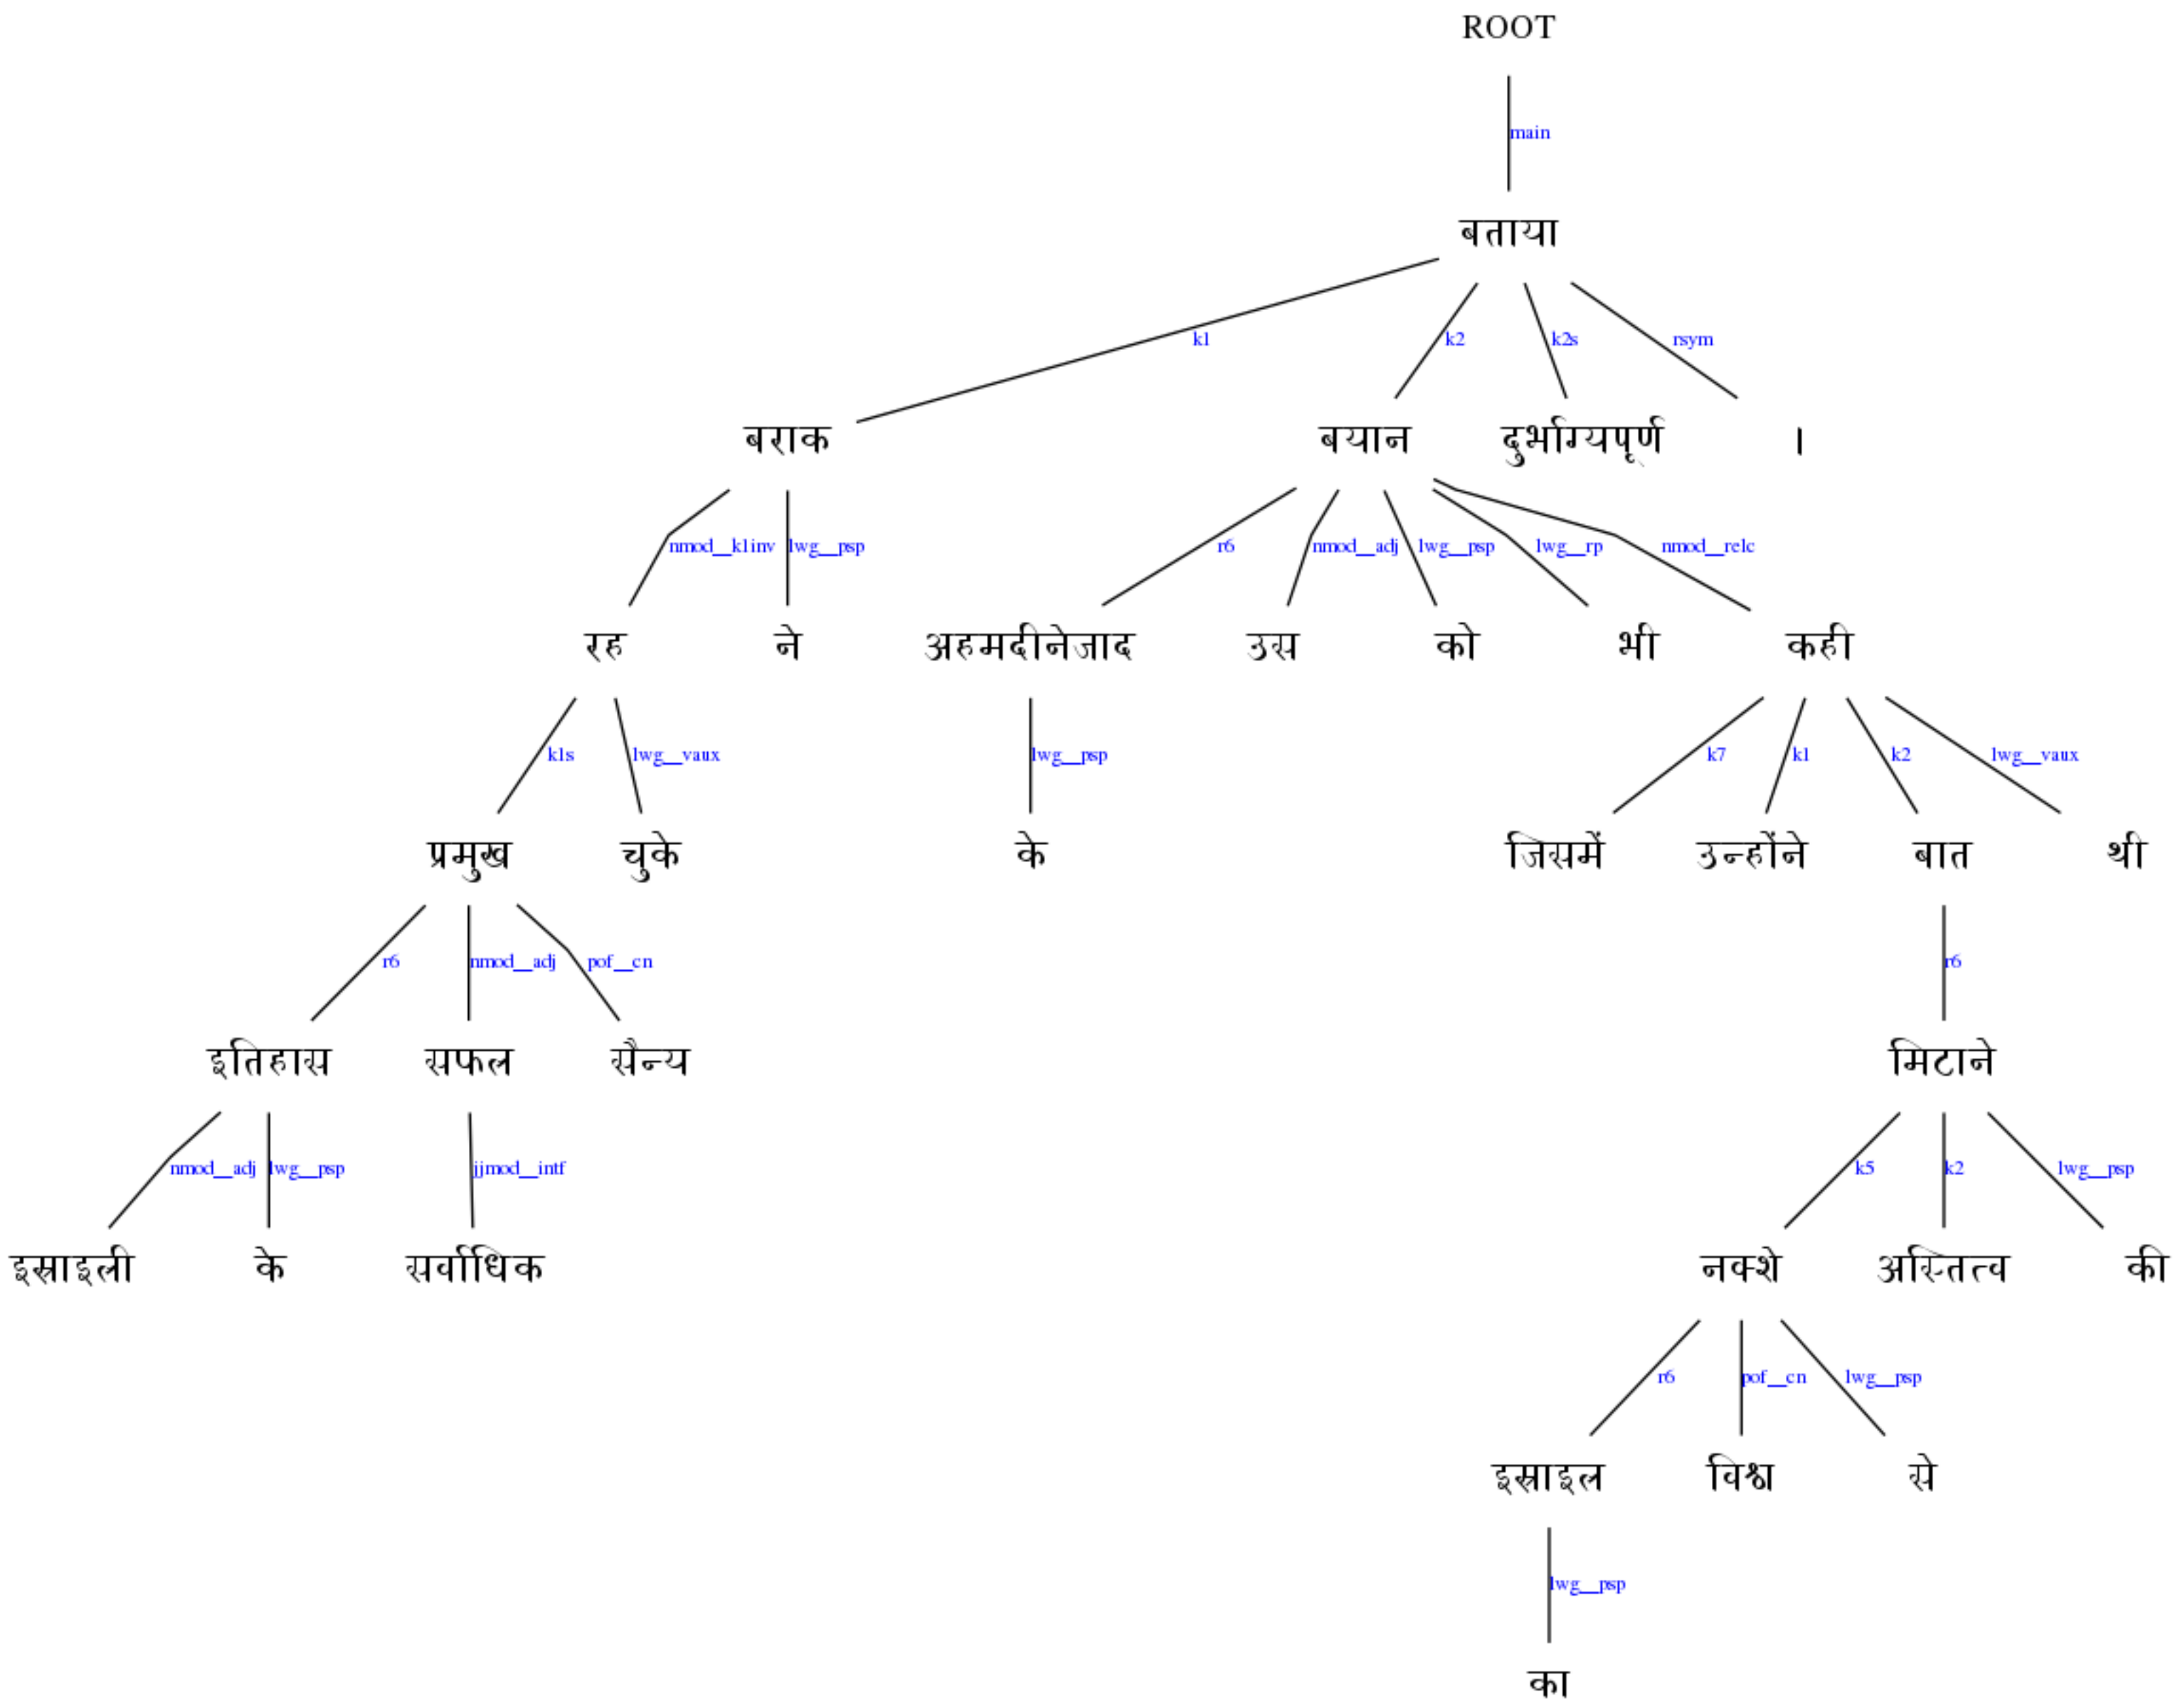 ROOT
main
बताया
k1 k2 k2s rsym
बराक बयान दुर्भाग्यपूर्ण ।
nmod__k1inv lwg__psp r6 nmod__adj lwg__psp lwg__rp nmod__relc
रह ने अहमदीनेजाद उस को भी कही
k1s lwg__vaux lwg__psp k7 k1 k2 lwg__vaux
प्रमुख चुके के जिसमें उन्होंने बात थी
r6 nmod__adj pof__cn r6
इतिहास सफल सैन्य मिटाने
nmod__adj lwg__psp jjmod__intf k5 k2 lwg__psp
इस्राइली के सर्वाधिक नक्शे अस्तित्व की
r6 pof__cn lwg__psp
इस्राइल विश्व से
lwg__psp
का